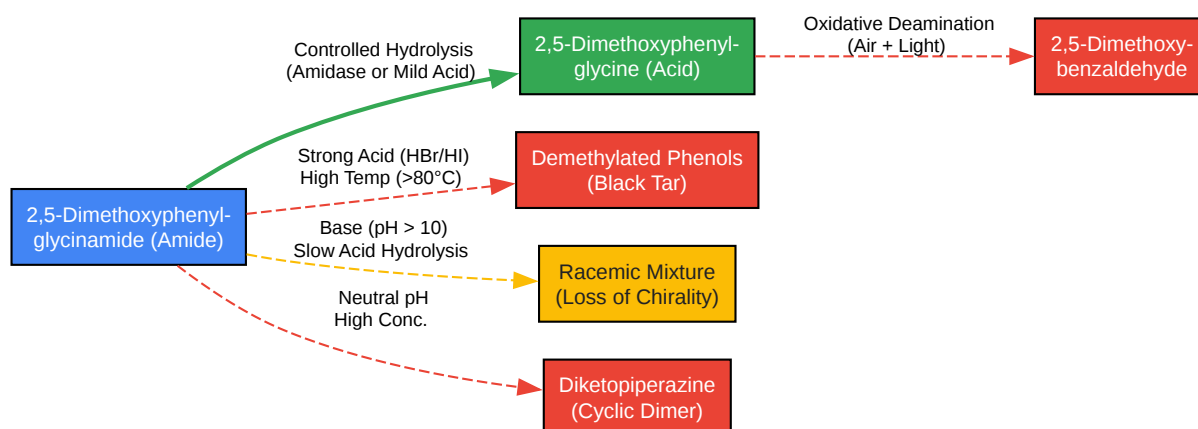 2,5-Dimethoxyphenyl-
glycinamide (Amide)
Controlled Hydrolysis
(Amidase or Mild Acid)
2,5-Dimethoxyphenyl-
glycine (Acid)
Oxidative Deamination
(Air + Light)
2,5-Dimethoxy-
benzaldehyde
Strong Acid (HBr/HI)
High Temp (>80°C)
Demethylated Phenols
(Black Tar)
Base (pH > 10)
Slow Acid Hydrolysis
Racemic Mixture
(Loss of Chirality)
Neutral pH
High Conc.
Diketopiperazine
(Cyclic Dimer)